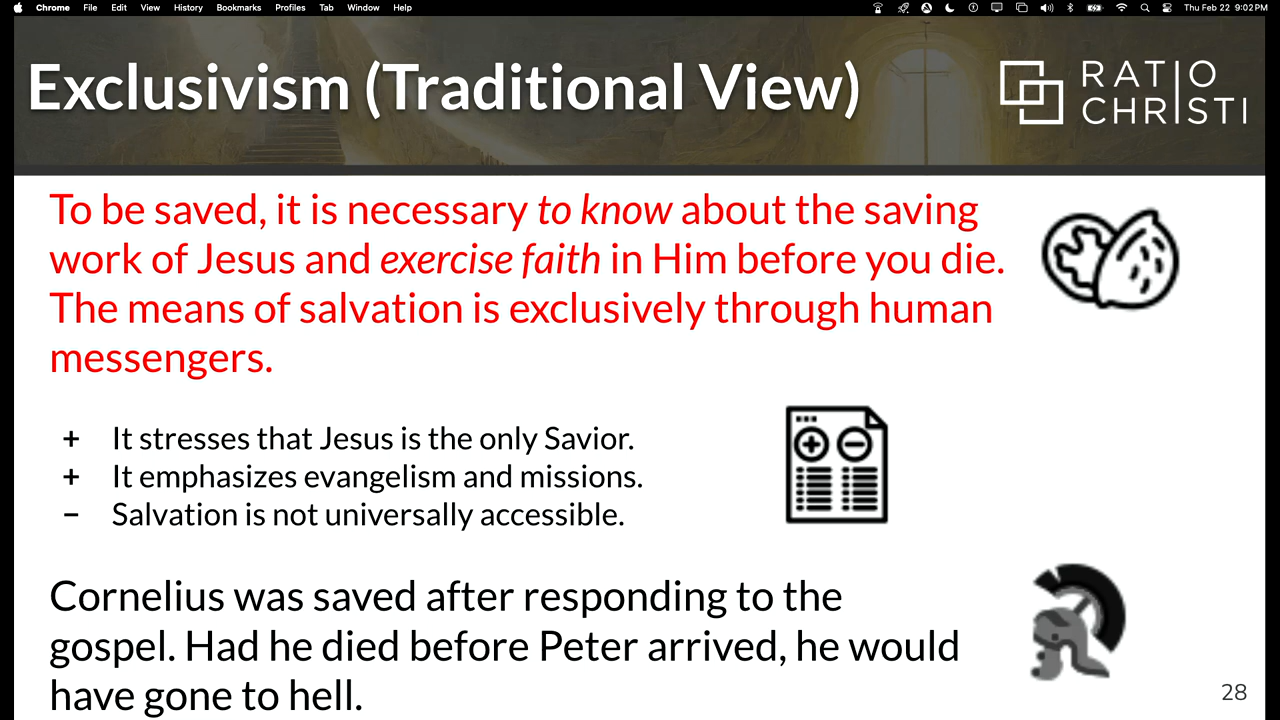 Chrome File Edit View History Bookmarks Profiles Tab Window Help Thu Feb 22 9:02 PM
Exclusivism (Traditional View)
RATIO
CHRISTI
To be saved, it is necessary to know about the saving
work of Jesus and exercise faith in Him before you die.
The means of salvation is exclusively through human
messengers.
+ It stresses that Jesus is the only Savior.
+ It emphasizes evangelism and missions.
− Salvation is not universally accessible.
Cornelius was saved after responding to the
gospel. Had he died before Peter arrived, he would
have gone to hell.
28